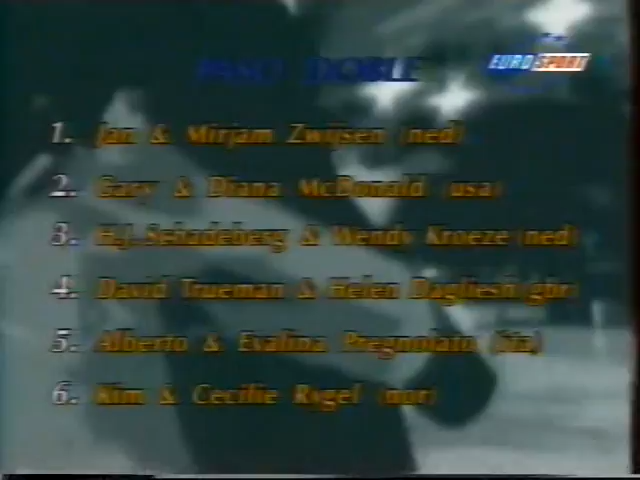 PASO DOBLE
EUROSPORT
1. Jan & Mirjam Zwijsen (ned)
2. Gary & Diana McDonald (usa)
3. H.J. Schadeberg & Wendy Kroeze (ned)
4. David Trueman & Helen (gbr)
5. Alberto & Evalina (ita)
6. Kim & Cecilie Rygel (nor)